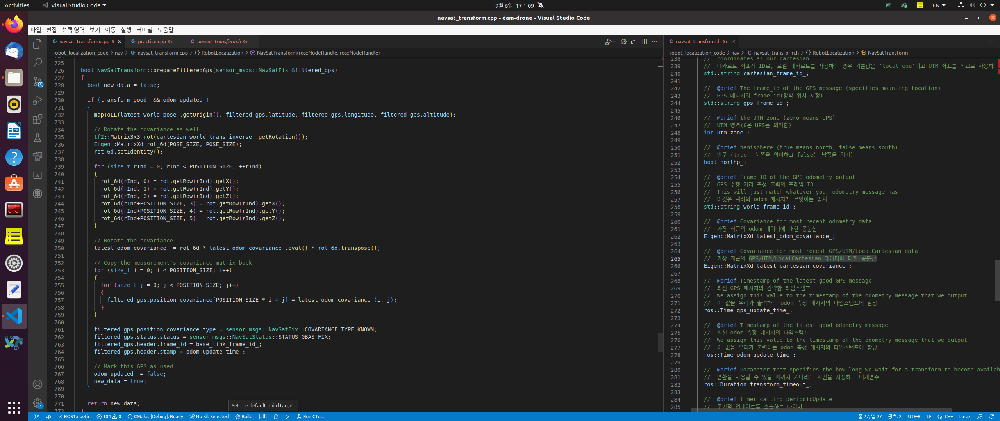 Activities Visual Studio Code 9월 6일 17 : 09 EN
navsat_transform.cpp - dam-drone - Visual Studio Code
파일 편집 선택 영역 보기 이동 실행 터미널 도움말
navsat_transform.cpp 8 practice.cpp 9+ navsat_transform.h 9+
robot_localization_code > nav > navsat_transform.cpp > {} RobotLocalization > NavSatTransform(ros::NodeHandle, ros::NodeHandle)
725
726 bool NavSatTransform::prepareFilteredGps(sensor_msgs::NavSatFix &filtered_gps)
727 {
728 bool new_data = false;
729
730 if (transform_good_ && odom_updated_)
731 {
732 mapToLL(latest_world_pose_.getOrigin(), filtered_gps.latitude, filtered_gps.longitude, filtered_gps.altitude);
733
734 // Rotate the covariance as well
735 tf2::Matrix3x3 rot(cartesian_world_trans_inverse_.getRotation());
736 Eigen::MatrixXd rot_6d(POSE_SIZE, POSE_SIZE);
737 rot_6d.setIdentity();
738
739 for (size_t rInd = 0; rInd < POSITION_SIZE; ++rInd)
740 {
741 rot_6d(rInd, 0) = rot.getRow(rInd).getX();
742 rot_6d(rInd, 1) = rot.getRow(rInd).getY();
743 rot_6d(rInd, 2) = rot.getRow(rInd).getZ();
744 rot_6d(rInd+POSITION_SIZE, 3) = rot.getRow(rInd).getX();
745 rot_6d(rInd+POSITION_SIZE, 4) = rot.getRow(rInd).getY();
746 rot_6d(rInd+POSITION_SIZE, 5) = rot.getRow(rInd).getZ();
747 }
748
749 // Rotate the covariance
750 latest_odom_covariance_ = rot_6d * latest_odom_covariance_.eval() * rot_6d.transpose();
751
752 // Copy the measurement's covariance matrix back
753 for (size_t i = 0; i < POSITION_SIZE; i++)
754 {
755 for (size_t j = 0; j < POSITION_SIZE; j++)
756 {
757 filtered_gps.position_covariance[POSITION_SIZE * i + j] = latest_odom_covariance_(i, j);
758 }
759 }
760
761 filtered_gps.position_covariance_type = sensor_msgs::NavSatFix::COVARIANCE_TYPE_KNOWN;
762 filtered_gps.status.status = sensor_msgs::NavSatStatus::STATUS_GBAS_FIX;
763 filtered_gps.header.frame_id = base_link_frame_id_;
764 filtered_gps.header.stamp = odom_update_time_;
765
766 // Mark this GPS as used
767 odom_updated_ = false;
768 new_data = true;
769 }
770
771 return new_data;
772 }
Set the default build target
navsat_transform.h 9+
robot_localization_code > nav > navsat_transform.h > {} RobotLocalization > NavSatTransform
238 //! coordinates as our cartesian.
239 //! 데카르트 좌표계 ID로, 로컬 데카르트를 사용하는 경우 기본값은 'local_enu'이고 UTM 좌표를 직교로 사용하는
240 std::string cartesian_frame_id_;
241
242 //! @brief The frame_id of the GPS message (specifies mounting location)
243 //! GPS 메시지의 frame_id(장착 위치 지정)
244 std::string gps_frame_id_;
245
246 //! @brief the UTM zone (zero means UPS)
247 //! UTM 영역(0은 UPS를 의미함)
248 int utm_zone_;
249
250 //! @brief hemisphere (true means north, false means south)
251 //! 반구 (true는 북쪽을 의미하고 false는 남쪽을 의미)
252 bool northp_;
253
254 //! @brief Frame ID of the GPS odometry output
255 //! GPS 주행 거리 측정 출력의 프레임 ID
256 //! This will just match whatever your odometry message has
257 //! 이것은 귀하의 odom 메시지가 무엇이든 일치
258 std::string world_frame_id_;
259
260 //! @brief Covariance for most recent odometry data
261 //! 가장 최근의 odom 데이터에 대한 공분산
262 Eigen::MatrixXd latest_odom_covariance_;
263
264 //! @brief Covariance for most recent GPS/UTM/LocalCartesian data
265 //! 가장 최근의 GPS/UTM/LocalCartesian 데이터에 대한 공분산
266 Eigen::MatrixXd latest_cartesian_covariance_;
267
268 //! @brief Timestamp of the latest good GPS message
269 //! 최신 GPS 메시지의 간략한 타임스탬프
270 //! We assign this value to the timestamp of the odometry message that we output
271 //! 이 값을 우리가 출력하는 odom 측정 메시지의 타임스탬프에 할당
272 ros::Time gps_update_time_;
273
274 //! @brief Timestamp of the latest good odometry message
275 //! 최신 odom 측정 메시지의 타임스탬프
276 //! We assign this value to the timestamp of the odometry message that we output
277 //! 이 값을 우리가 출력하는 odom 측정 메시지의 타임스탬프에 할당
278 ros::Time odom_update_time_;
279
280 //! @brief Parameter that specifies the how long we wait for a transform to become availab
281 //! 변환을 사용할 수 있을 때까지 기다리는 시간을 지정하는 매개변수
282 ros::Duration transform_timeout_;
283
284 //! @brief timer calling periodicUpdate
285 //! 주기적 업데이트를 호출하는 타이머
ROS1.noetic 104 0 CMake: [Debug]: Ready No Kit Selected Build [all] Run CTest 줄 27, 열 27 공백: 2 UTF-8 LF C++ Linux